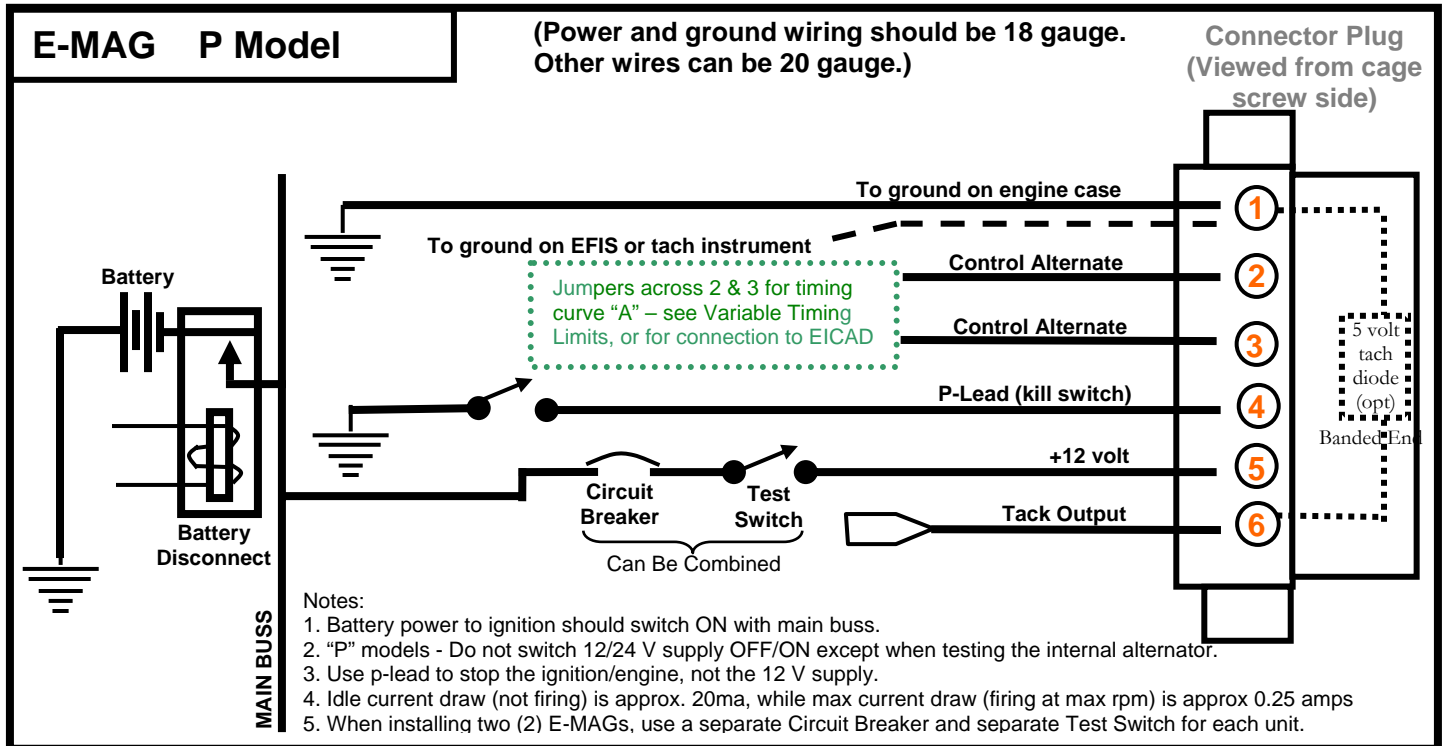 E-MAG P Model
(Power and ground wiring should be 18 gauge.
Other wires can be 20 gauge.)
Connector Plug
(Viewed from cage
screw side)
To ground on engine case
1
To ground on EFIS or tach instrument
Control Alternate
2
Jumpers across 2 & 3 for timing
curve “A” – see Variable Timing
Limits, or for connection to EICAD
Control Alternate
3
5 volt
tach
diode
(opt)
Banded End
Battery
P-Lead (kill switch)
4
+12 volt
5
Circuit
Breaker
Test
Switch
Can Be Combined
Tack Output
6
Battery
Disconnect
MAIN BUSS
Notes:
1. Battery power to ignition should switch ON with main buss.
2. “P” models - Do not switch 12/24 V supply OFF/ON except when testing the internal alternator.
3. Use p-lead to stop the ignition/engine, not the 12 V supply.
4. Idle current draw (not firing) is approx. 20ma, while max current draw (firing at max rpm) is approx 0.25 amps
5. When installing two (2) E-MAGs, use a separate Circuit Breaker and separate Test Switch for each unit.